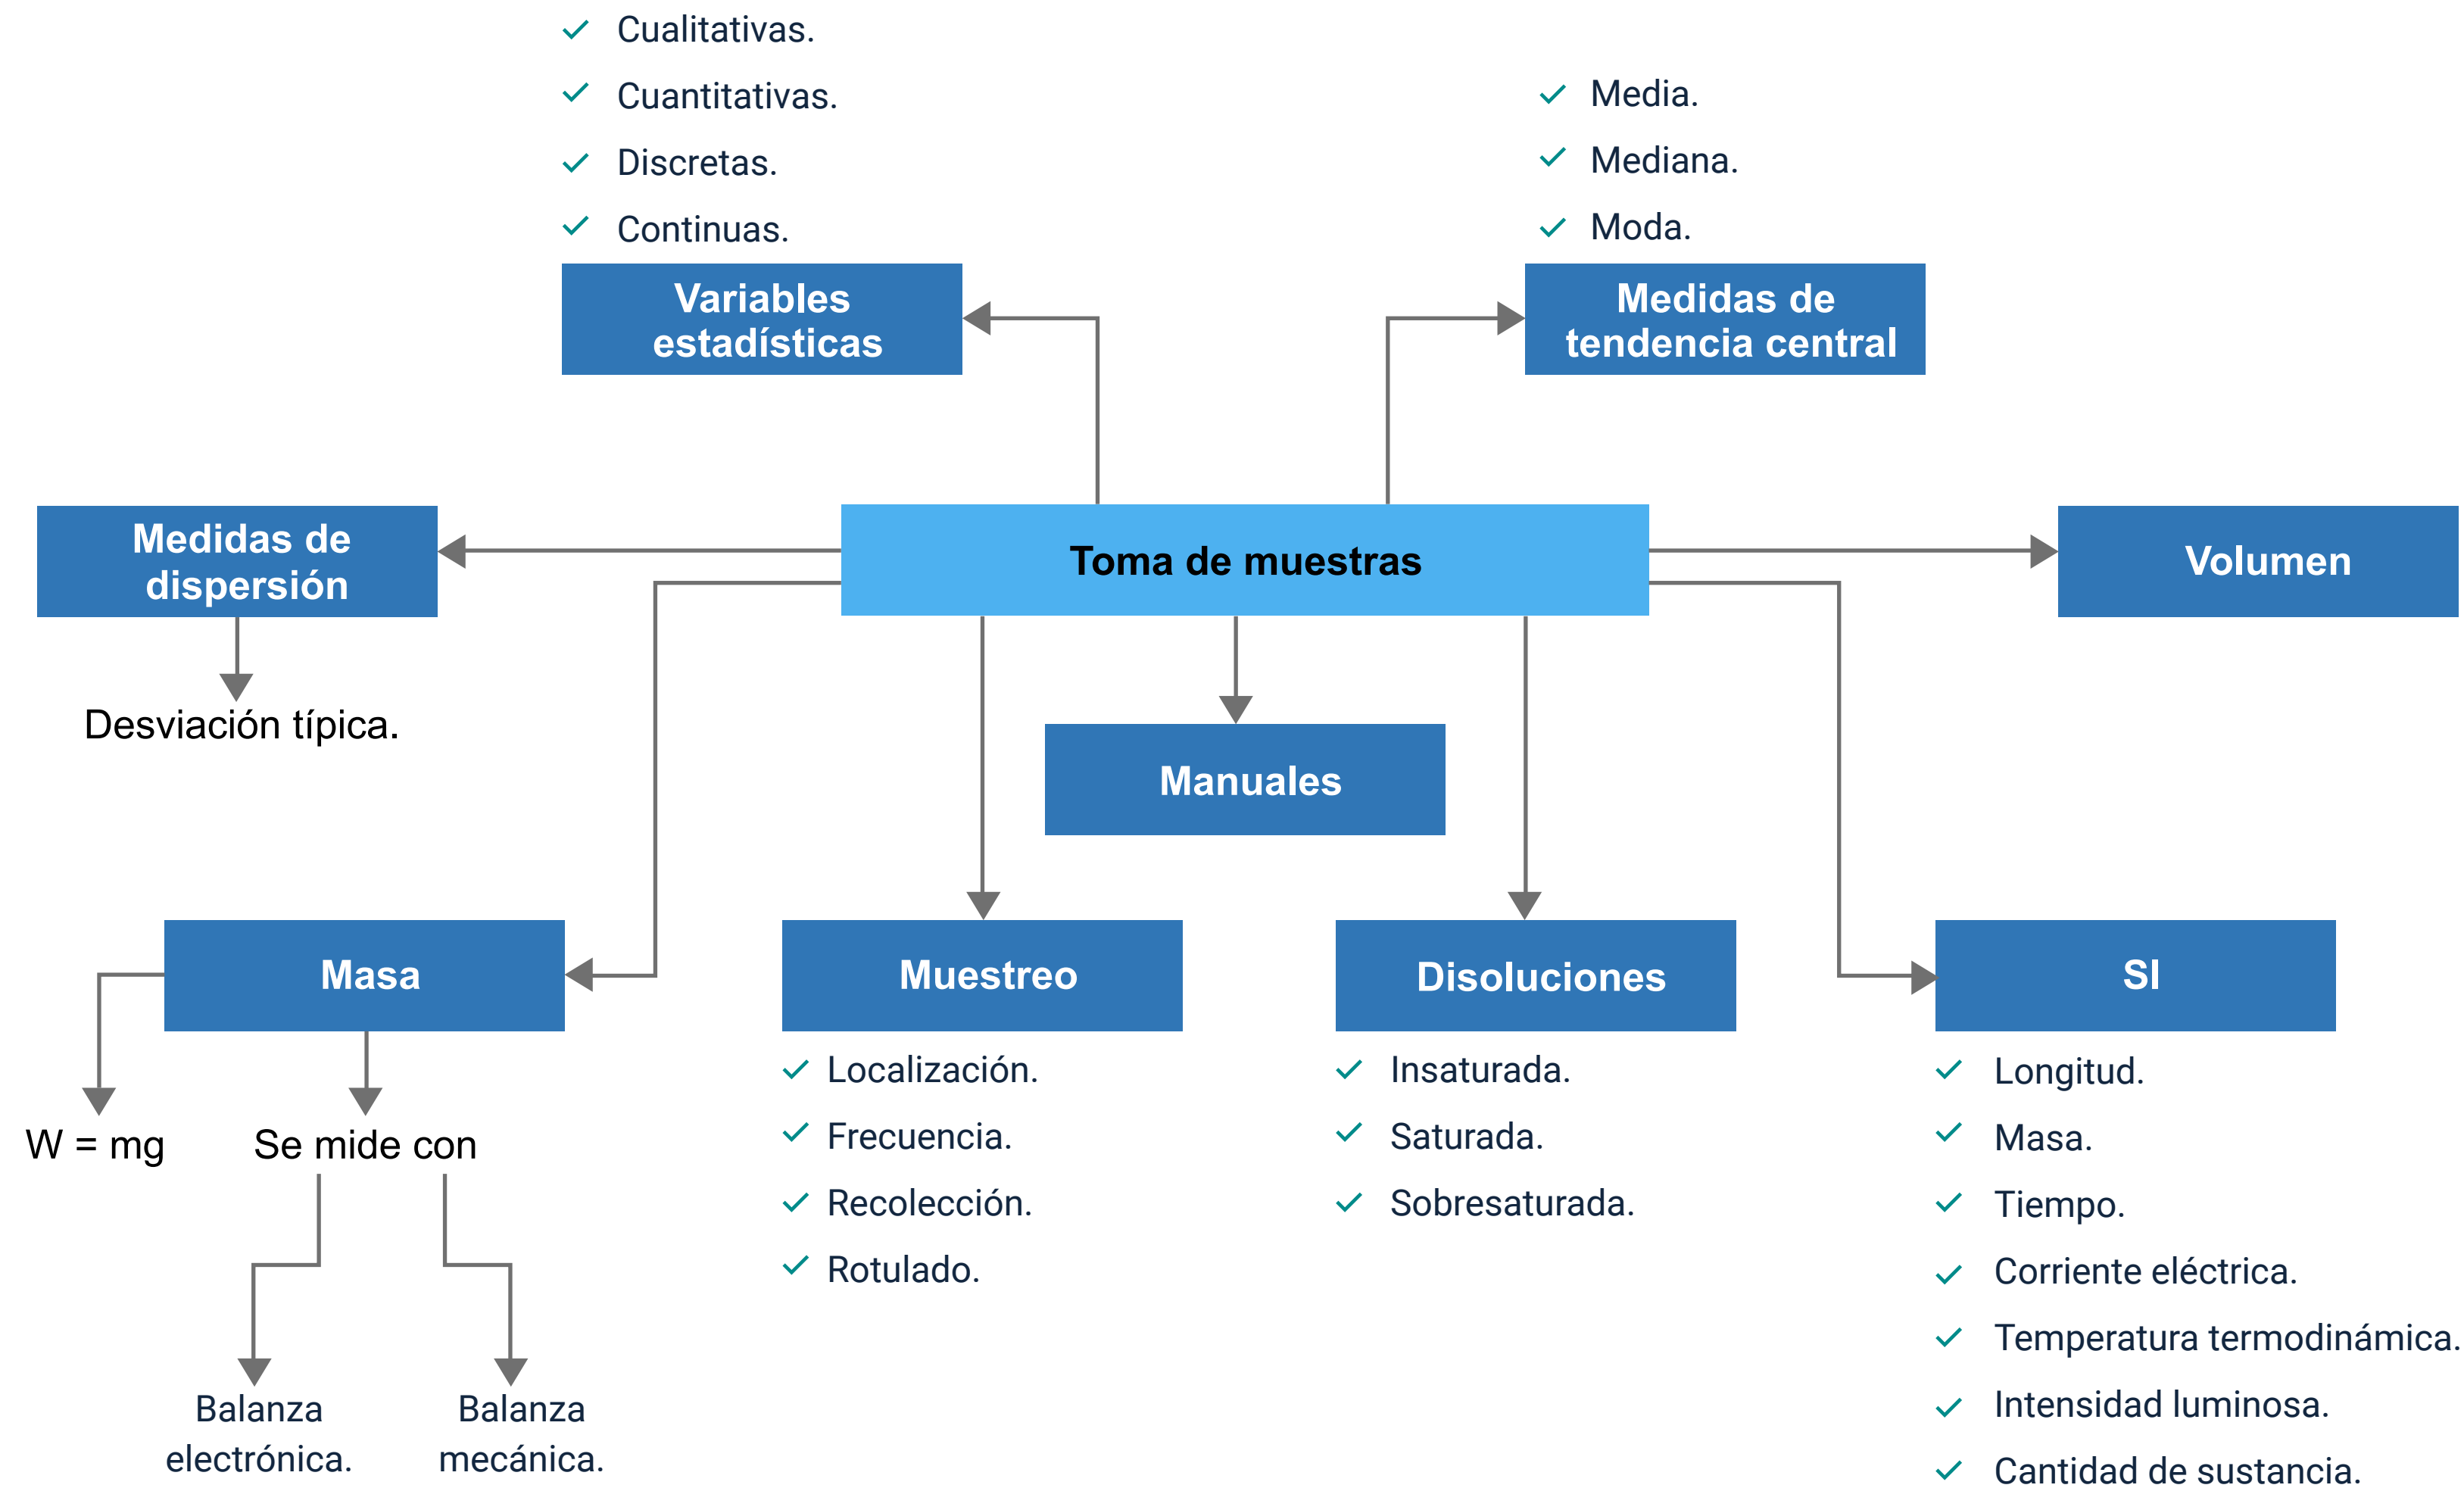 Cualitativas.
Cuantitativas.
Discretas.
Continuas.
Variables
estadísticas
Media.
Mediana.
Moda.
Medidas de
tendencia central
Medidas de
dispersión
Desviación típica.
Toma de muestras
Volumen
Manuales
Masa
W = mg
Se mide con
Balanza
electrónica.
Balanza
mecánica.
Muestreo
Localización.
Frecuencia.
Recolección.
Rotulado.
Disoluciones
Insaturada.
Saturada.
Sobresaturada.
SI
Longitud.
Masa.
Tiempo.
Corriente eléctrica.
Temperatura termodinámica.
Intensidad luminosa.
Cantidad de sustancia.